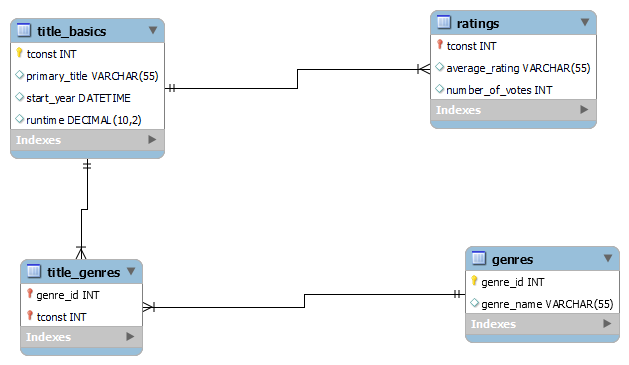 title_basics
tconst INT
primary_title VARCHAR(55)
start_year DATETIME
runtime DECIMAL(10,2)
Indexes
ratings
tconst INT
average_rating VARCHAR(55)
number_of_votes INT
Indexes
title_genres
genre_id INT
tconst INT
Indexes
genres
genre_id INT
genre_name VARCHAR(55)
Indexes